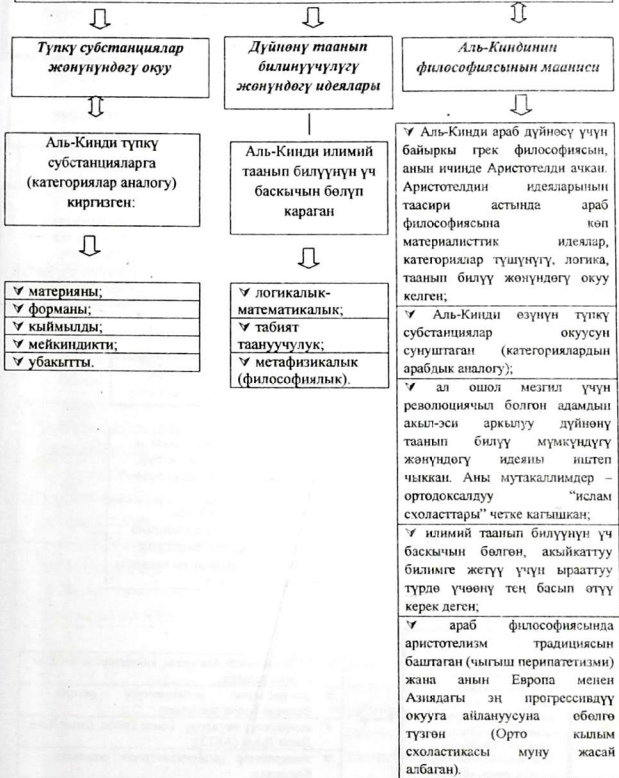 Түпкү субстанциялар
жөнүндөгү окуу
Аль-Кинди түпкү
субстанцияларга
(категориялар аналогу)
киргизген:
материяны;
форманы;
кыймылды;
мейкиндикти;
убакытты.
Дүйнөнү таанып
билинүүчүлүгү
жөнүндөгү идеялары
Аль-Кинди илимий
таанып билүүнүн үч
баскычын бөлүп
караган
логикалык-
математикалык;
табият
таануучулук;
метафизикалык
(философиялык).
Аль-Киндинин
философиясынын мааниси
Аль-Кинди араб дүйнөсү үчүн
байыркы грек философиясын,
анын ичинде Аристотелди ачкан.
Аристотелдин идеяларынын
таасири астында араб
философиясына көп
материалисттик идеялар,
категориялар түшүнүгү, логика,
таанып билүү жөнүндөгү окуу
келген;
Аль-Кинди өзүнүн түпкү
субстанциялар окуусун
сунуштаган (категориялардын
арабдык аналогу);
ал ошол мезгил үчүн
революциячыл болгон адамдын
акыл-эси аркылуу дүйнөнү
таанып билүү мүмкүндүгү
жөнүндөгү идеяны иштеп
чыккан. Аны мутакаллимдер –
ортодоксалдуу "ислам
схоласттары" четке кагышкан;
илимий таанып билүүнүн үч
баскычын бөлгөн, акыйкаттуу
билимге жетүү үчүн ырааттуу
түрдө үчөөнү тең басып өтүү
керек деген;
араб философиясында
аристотелизм традициясын
баштаган (чыгыш перипатетизми)
жана анын Европа менен
Азиядагы эң прогрессивдүү
окууга айлануусуна өбөлгө
түзгөн (Орто кылым
схоластикасы муну жасай
албаган).